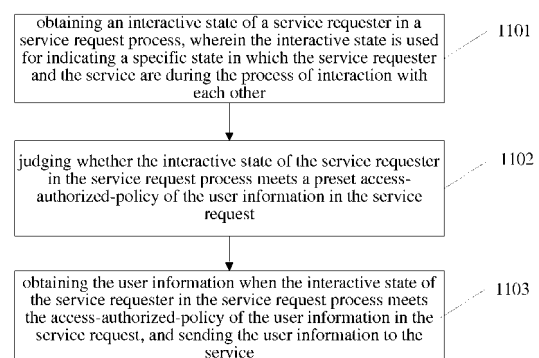 obtaining an interactive state of a service requester in a
service request process, wherein the interactive state is used
for indicating a specific state in which the service requester
and the service are during the process of interaction with
each other
1101
judging whether the interactive state of the service requester
in the service request process meets a preset access-
authorized-policy of the user information in the service
request
1102
obtaining the user information when the interactive state of
the service requester in the service request process meets
the access-authorized-policy of the user information in the
service request, and sending the user information to the
service
1103